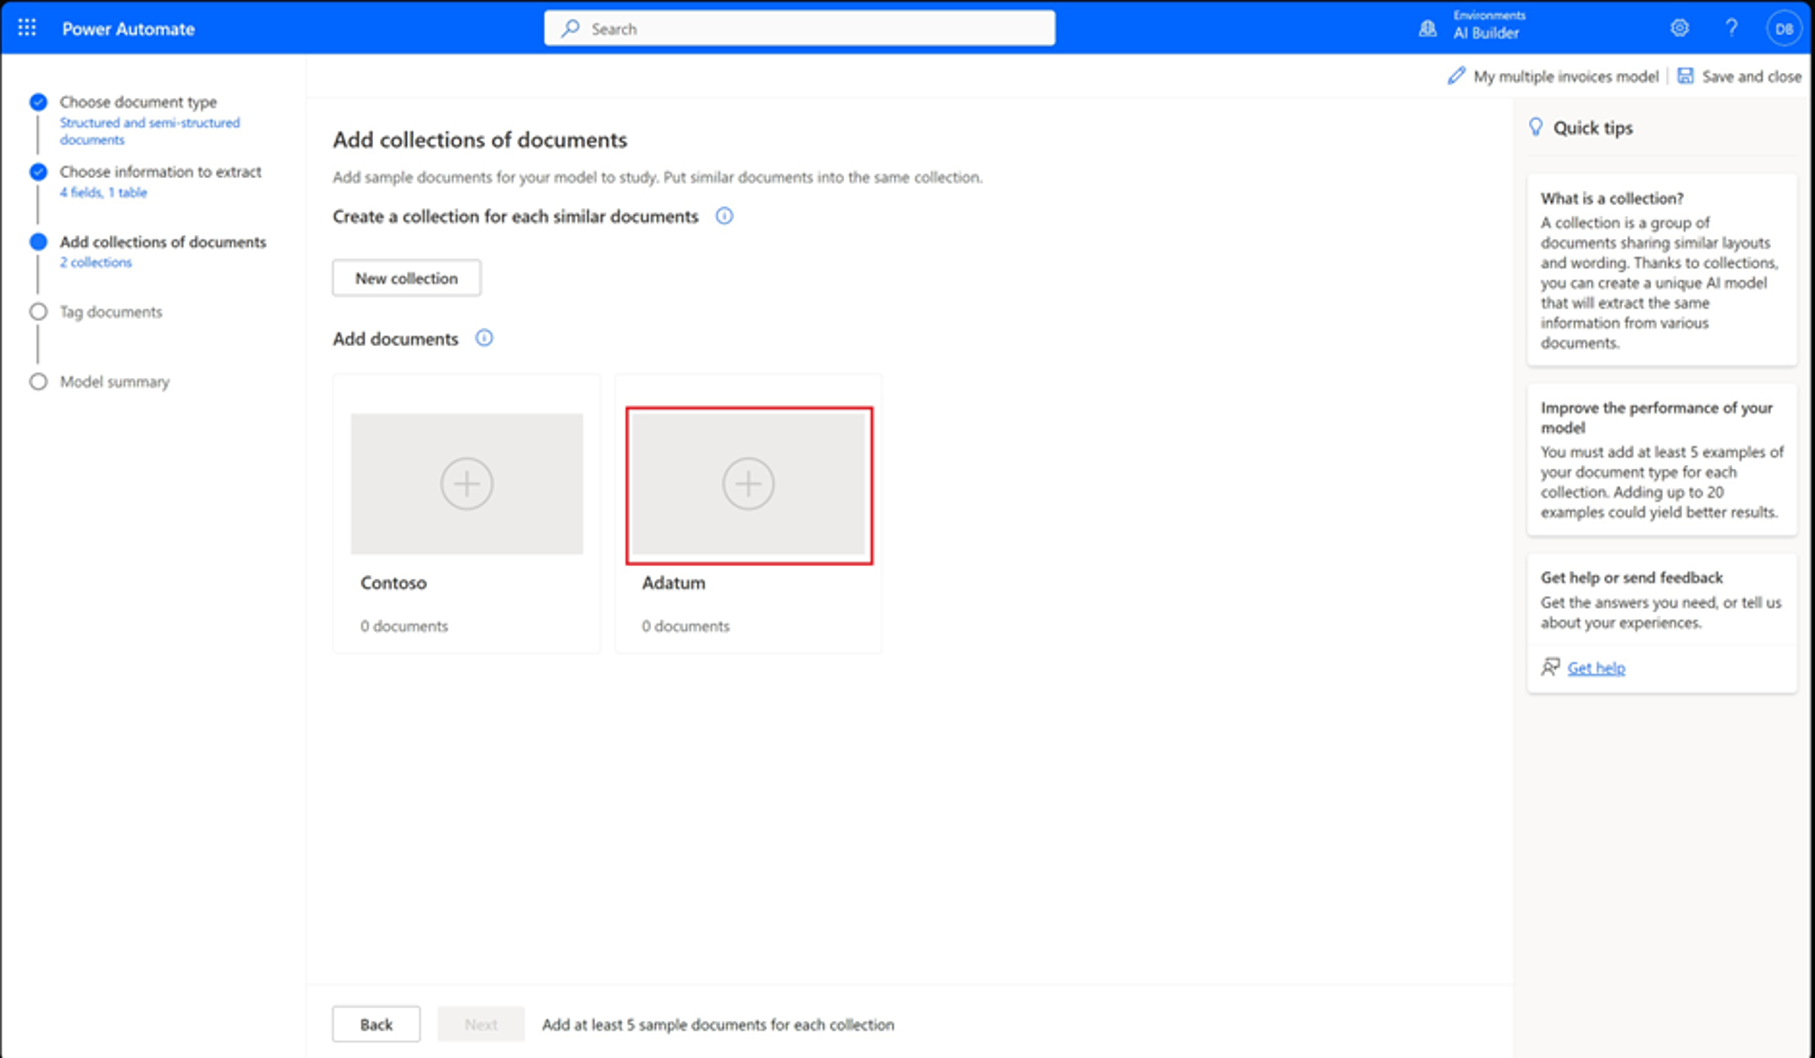 Power Automate
Search
Environments
AI Builder
?
DB
My multiple invoices model
Save and close
Choose document type
Structured and semi-structured
documents
Choose information to extract
4 fields, 1 table
Add collections of documents
2 collections
Tag documents
Model summary
Add collections of documents
Add sample documents for your model to study. Put similar documents into the same collection.
Create a collection for each similar documents
New collection
Add documents
Contoso
0 documents
Adatum
0 documents
Back
Next
Add at least 5 sample documents for each collection
Quick tips
What is a collection?
A collection is a group of
documents sharing similar layouts
and wording. Thanks to collections,
you can create a unique AI model
that will extract the same
information from various
documents.
Improve the performance of your
model
You must add at least 5 examples of
your document type for each
collection. Adding up to 20
examples could yield better results.
Get help or send feedback
Get the answers you need, or tell us
about your experiences.
Get help